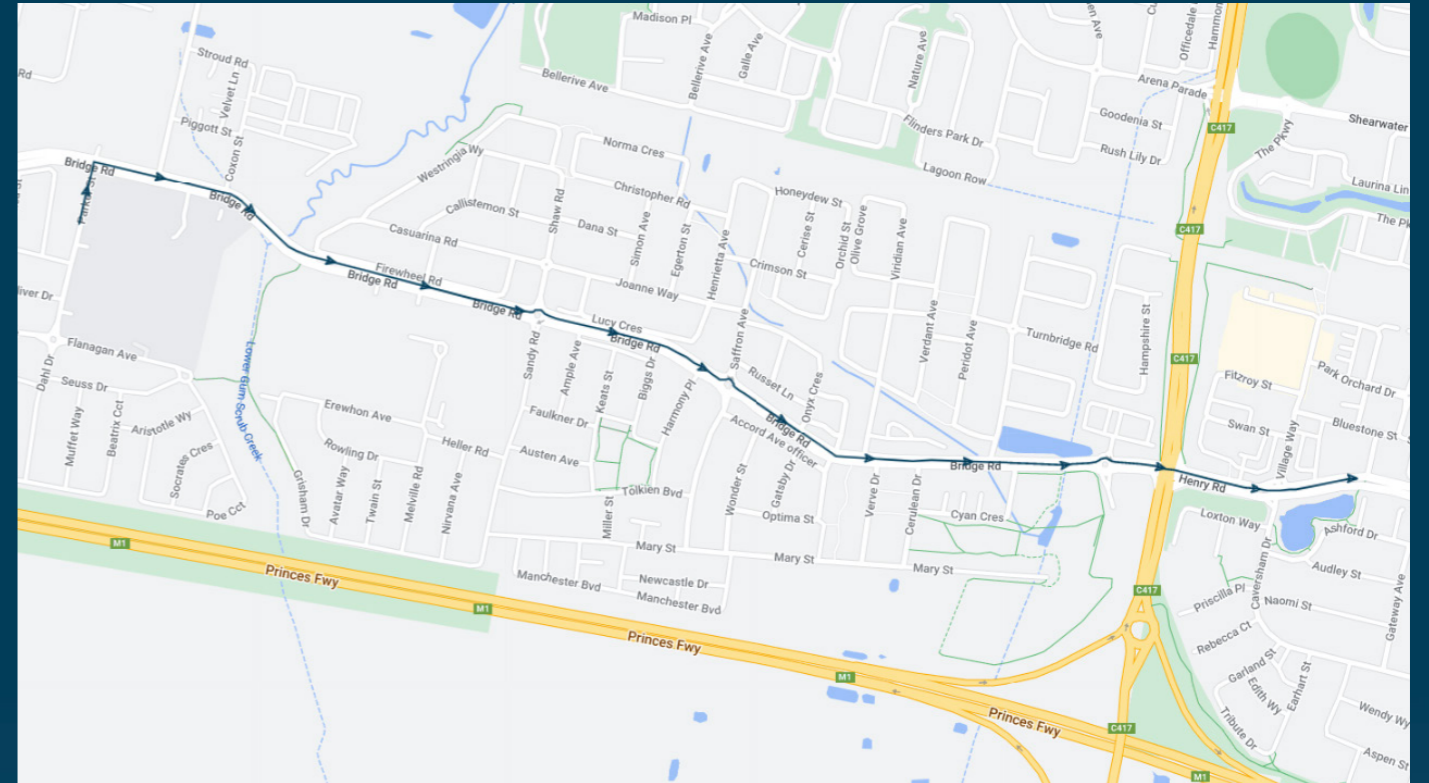 Madison Pl
Officedale
Hammon
Stroud Rd
Rd
Velvet Ln
Bellerive Ave
Bellerive Ave
Galle Ave
Nature Ave
Arena Parade
Piggott St
Coxon St
Westringia Wy
Norma Cres
Flinders Park Dr
Goodenia St
C417
The Pkwy
Shearwater
Rush Lily Dr
Bridge Rd
Lagoon Row
Laurina Lin
Christopher Rd
Honeydew St
Bridge Rd
Callistemon St
Shaw Rd
Dana St
Simon Ave
Egerton St
Henrietta Ave
Cerise St
Orchid St
Olive Grove
Viridian Ave
C417
The Pk
Casuarina Rd
Firewheel Rd
Bridge Rd
Joanne Way
Crimson St
liver Dr
Bridge Rd
Lucy Cres
Bridge Rd
Saffron Ave
Verdant Ave
Peridot Ave
Turnbridge Rd
Hampshire St
C417
Flanagan Ave
Dahl Dr
Seuss Dr
Lower Gum Scrub Creek
Sandy Rd
Ample Ave
Keats St
Biggs Dr
Harmony Pl
Russet Ln
Onyx Cres
Fitzroy St
Park Orchard Dr
Muffet Way
Beatrix Cct
Aristotle Wy
Erewhon Ave
Faulkner Dr
Accord Ave officer
Bridge Rd
Swan St
Village Way
Bluestone St
Socrates Cres
Rowling Dr
Heller Rd
Austen Ave
Bridge Rd
Henry Rd
Grisham Dr
Avatar Way
Twain St
Melville Rd
Nirvana Ave
Tolkien Bvd
Miller St
Wonder St
Gatsby Dr
Verve Dr
Cerulean Dr
Poe Cct
Optima St
Cyan Cres
Loxton Way
Ashford Dr
M1
Mary St
Mary St
Mary St
Caversham Dr
Audley St
Princes Fwy
Manchester Bvd
Newcastle Dr
Manchester Bvd
C417
Priscilla Pl
Naomi St
Gateway Ave
M1
Princes Fwy
Rebecca Ct
Garland St
Edith Wy
Earhart St
M1
Princes Fwy
C417
Tribute Dr
Wendy Wy
Aspen St
M1